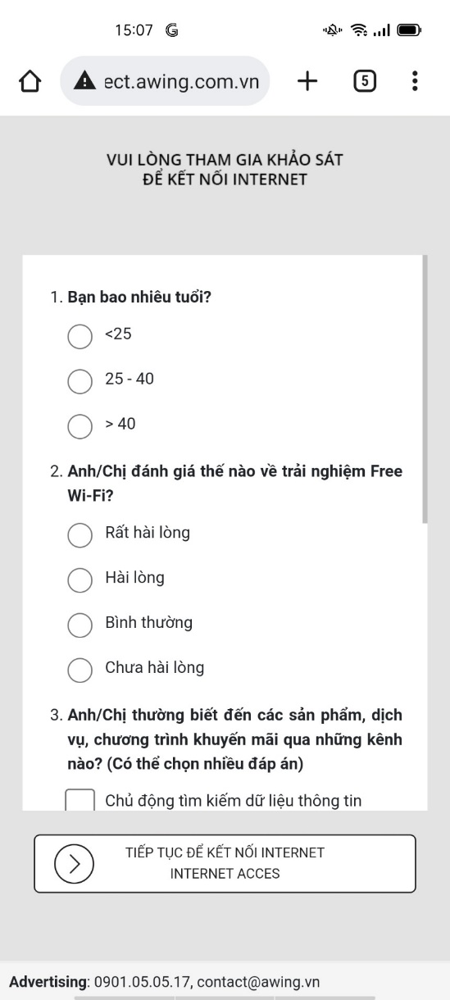 15:07
ect.awing.com.vn
5
VUI LÒNG THAM GIA KHẢO SÁT
ĐỂ KẾT NỐI INTERNET
1. Bạn bao nhiêu tuổi?
<25
25 - 40
> 40
2. Anh/Chị đánh giá thế nào về trải nghiệm Free
Wi-Fi?
Rất hài lòng
Hài lòng
Bình thường
Chưa hài lòng
3. Anh/Chị thường biết đến các sản phẩm, dịch
vụ, chương trình khuyến mãi qua những kênh
nào? (Có thể chọn nhiều đáp án)
Chủ động tìm kiếm dữ liệu thông tin
TIẾP TỤC ĐỂ KẾT NỐI INTERNET
INTERNET ACCES
Advertising: 0901.05.05.17, contact@awing.vn